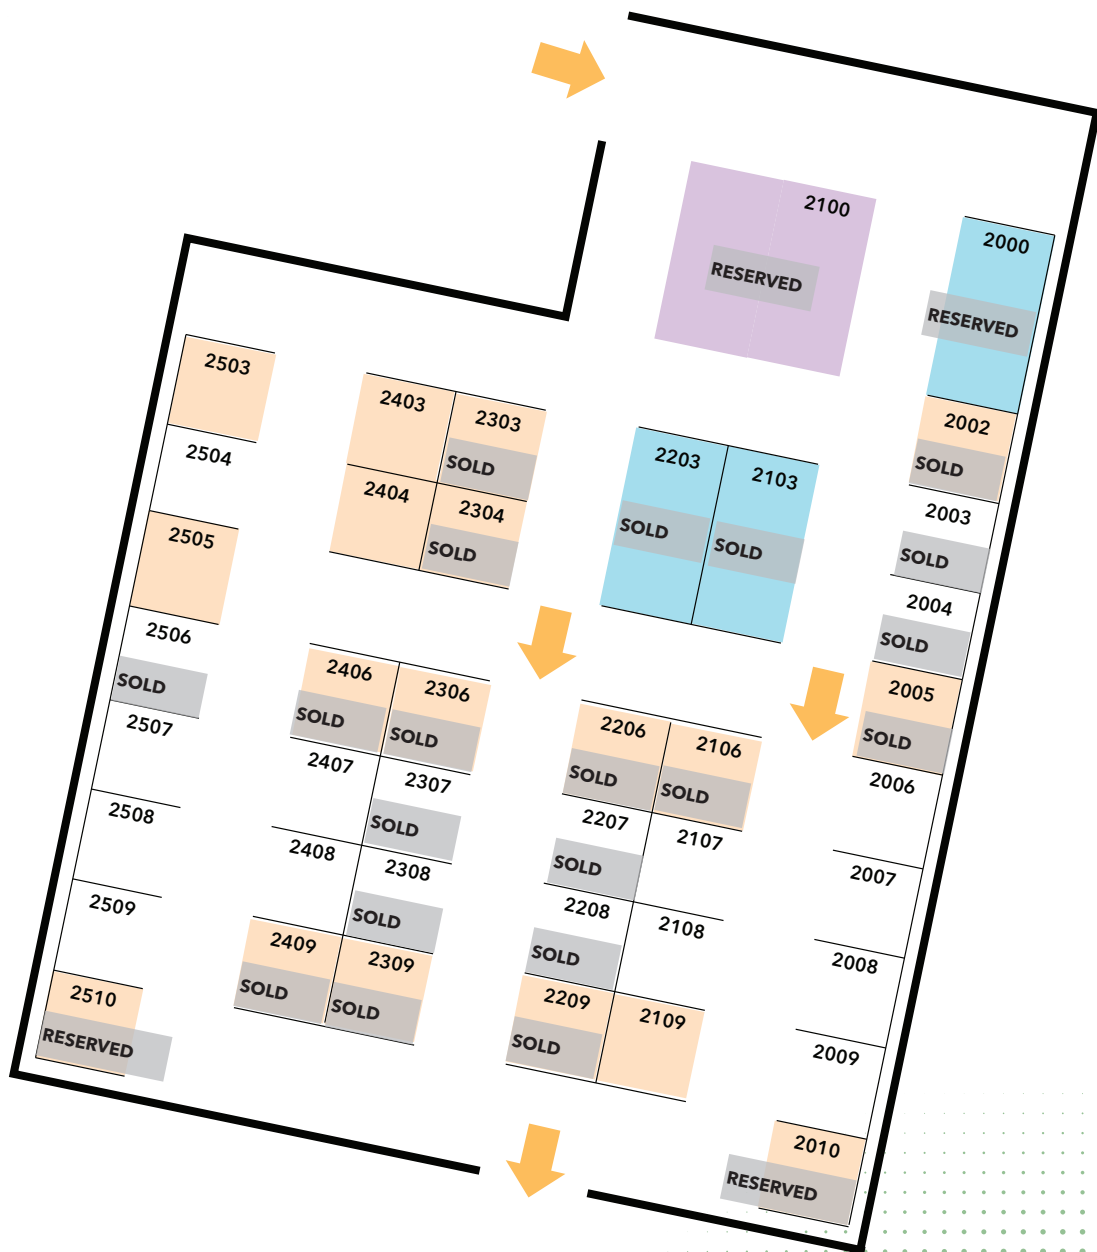 2100
RESERVED
2000
RESERVED
2002
SOLD
2003
SOLD
2004
SOLD
2005
SOLD
2006
2007
2008
2009
2010
RESERVED
2203
SOLD
2103
SOLD
2206
SOLD
2106
SOLD
2207
SOLD
2107
2208
SOLD
2108
2209
SOLD
2109
2403
2303
SOLD
2404
2304
SOLD
2406
SOLD
2306
SOLD
2407
2307
SOLD
2408
2308
SOLD
2409
SOLD
2309
SOLD
2503
2504
2505
2506
SOLD
2507
2508
2509
2510
RESERVED